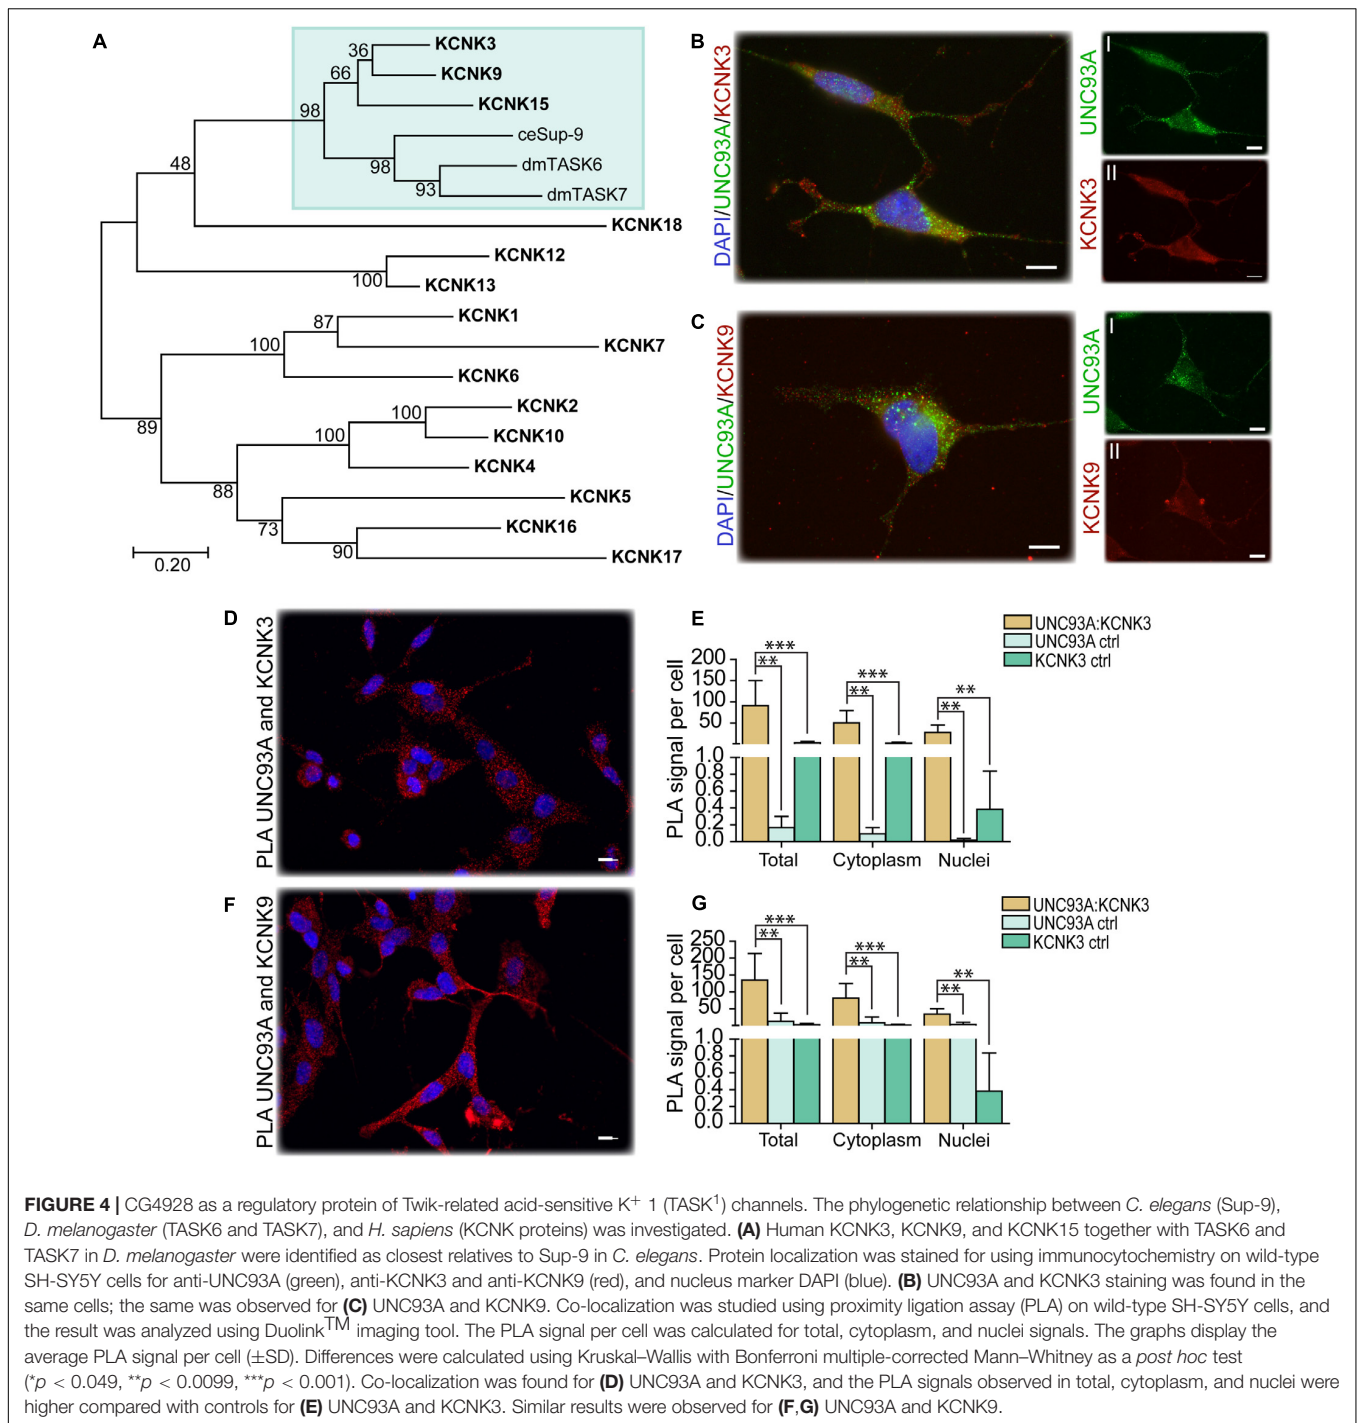 A
KCNK3
36
KCNK9
66
KCNK15
98
ceSup-9
98
dmTASK6
93
dmTASK7
48
KCNK18
KCNK12
100
KCNK13
KCNK1
87
KCNK7
100
KCNK6
89
KCNK2
100
KCNK10
100
KCNK4
88
KCNK5
73
KCNK16
90
KCNK17
0.20
B
DAPI/UNC93A/KCNK3
I
UNC93A
II
KCNK3
C
DAPI/UNC93A/KCNK9
I
UNC93A
II
KCNK9
D
PLA UNC93A and KCNK3
E
UNC93A:KCNK3
UNC93A ctrl
KCNK3 ctrl
PLA signal per cell
200
150
100
50
1.0
0.8
0.6
0.4
0.2
0.0
*** ** *** ** ** **
Total Cytoplasm Nuclei
F
PLA UNC93A and KCNK9
G
UNC93A:KCNK3
UNC93A ctrl
KCNK3 ctrl
PLA signal per cell
250
200
150
100
50
1.0
0.8
0.6
0.4
0.2
0.0
*** ** *** ** ** **
Total Cytoplasm Nuclei
FIGURE 4 | CG4928 as a regulatory protein of Twik-related acid-sensitive K+ 1 (TASK1) channels. The phylogenetic relationship between C. elegans (Sup-9),
D. melanogaster (TASK6 and TASK7), and H. sapiens (KCNK proteins) was investigated. (A) Human KCNK3, KCNK9, and KCNK15 together with TASK6 and
TASK7 in D. melanogaster were identified as closest relatives to Sup-9 in C. elegans. Protein localization was stained for using immunocytochemistry on wild-type
SH-SY5Y cells for anti-UNC93A (green), anti-KCNK3 and anti-KCNK9 (red), and nucleus marker DAPI (blue). (B) UNC93A and KCNK3 staining was found in the
same cells; the same was observed for (C) UNC93A and KCNK9. Co-localization was studied using proximity ligation assay (PLA) on wild-type SH-SY5Y cells, and
the result was analyzed using Duolink™ imaging tool. The PLA signal per cell was calculated for total, cytoplasm, and nuclei signals. The graphs display the
average PLA signal per cell (±SD). Differences were calculated using Kruskal–Wallis with Bonferroni multiple-corrected Mann–Whitney as a post hoc test
(*p < 0.049, **p < 0.0099, ***p < 0.001). Co-localization was found for (D) UNC93A and KCNK3, and the PLA signals observed in total, cytoplasm, and nuclei were
higher compared with controls for (E) UNC93A and KCNK3. Similar results were observed for (F,G) UNC93A and KCNK9.